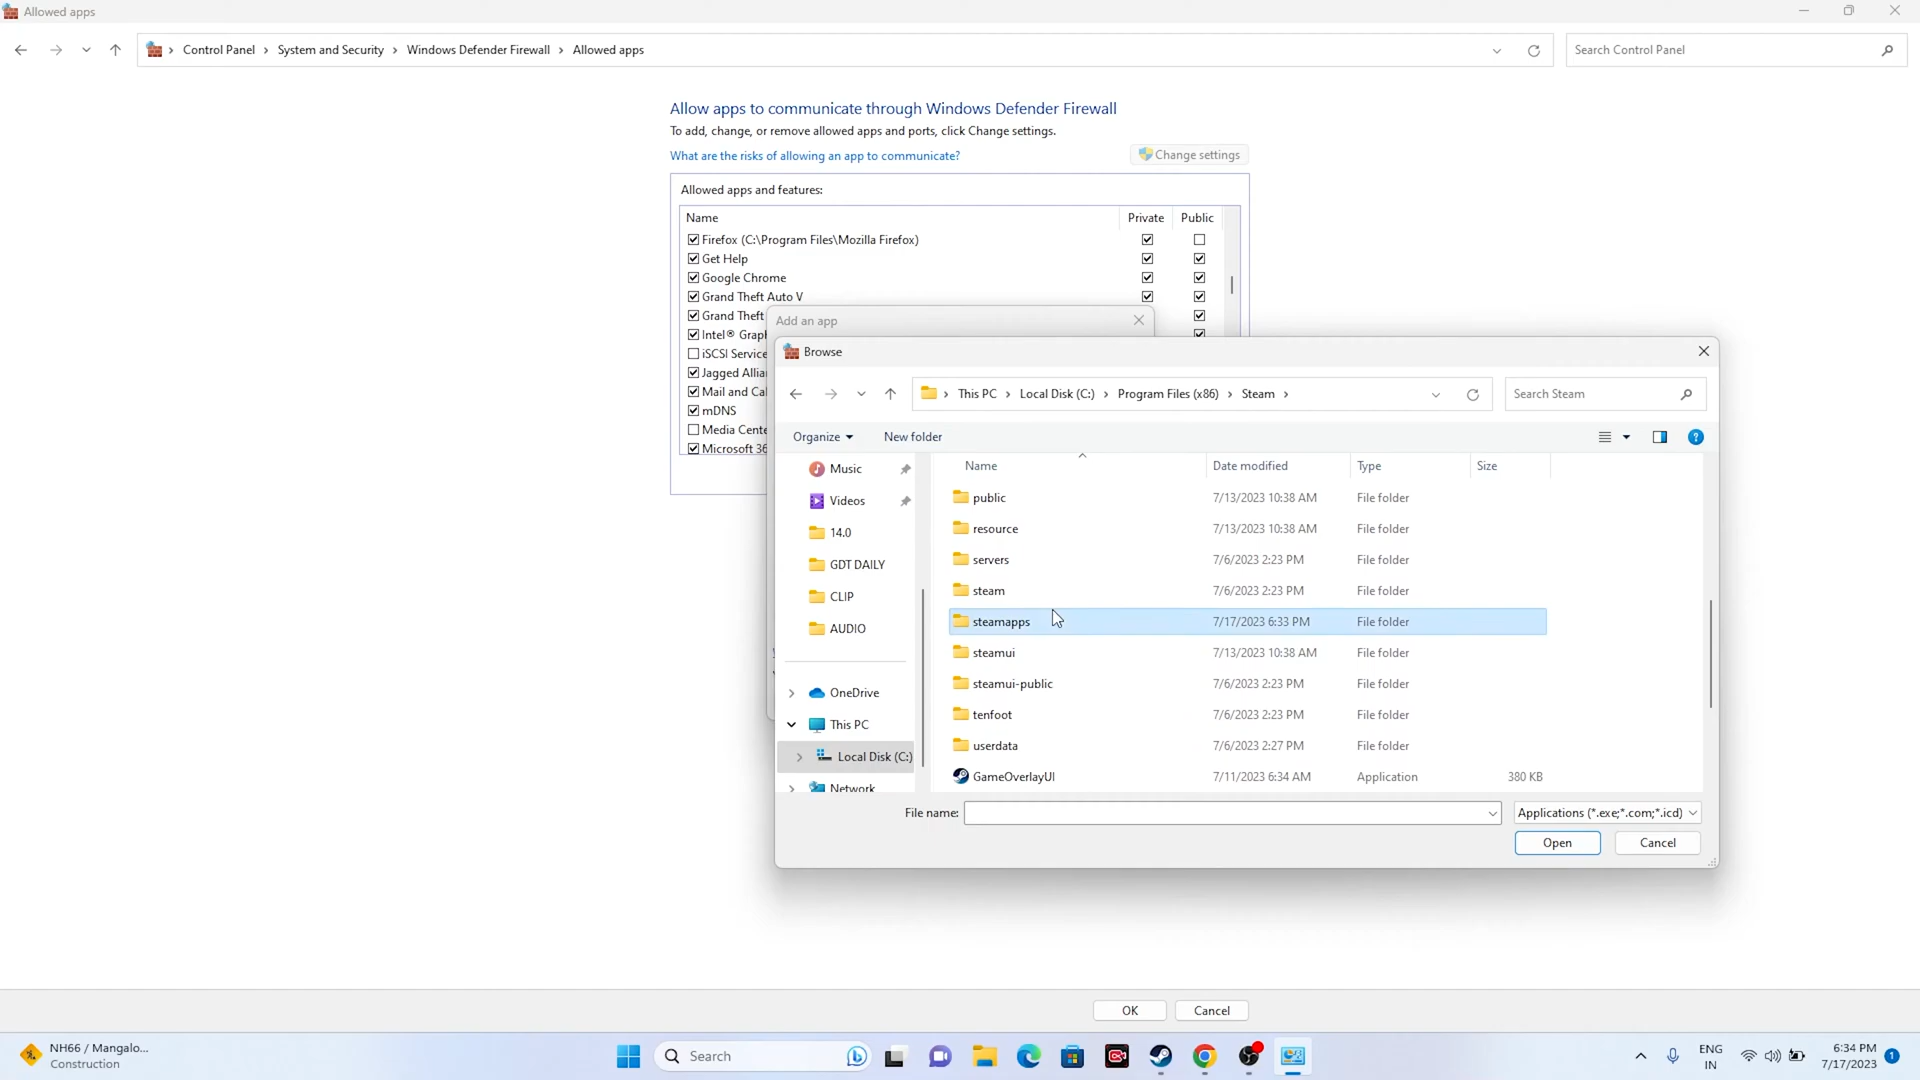 Allowed apps
Control Panel > System and Security > Windows Defender Firewall > Allowed apps
Search Control Panel
Allow apps to communicate through Windows Defender Firewall
To add, change, or remove allowed apps and ports, click Change settings.
What are the risks of allowing an app to communicate?
Change settings
Allowed apps and features:
Name Private Public
Firefox (C:\Program Files\Mozilla Firefox)
Get Help
Google Chrome
Grand Theft Auto V
Grand Theft
Intel® Grap
iSCSI Service
Jagged Allia
Mail and Ca
mDNS
Media Cente
Microsoft 36
Add an app
Browse
This PC > Local Disk (C:) > Program Files (x86) > Steam >
Search Steam
Organize New folder
Music
Videos
14.0
GDT DAILY
CLIP
AUDIO
OneDrive
This PC
Local Disk (C:)
Network
Name Date modified Type Size
public 7/13/2023 10:38 AM File folder
resource 7/13/2023 10:38 AM File folder
servers 7/6/2023 2:23 PM File folder
steam 7/6/2023 2:23 PM File folder
steamapps 7/17/2023 6:33 PM File folder
steamui 7/13/2023 10:38 AM File folder
steamui-public 7/6/2023 2:23 PM File folder
tenfoot 7/6/2023 2:23 PM File folder
userdata 7/6/2023 2:27 PM File folder
GameOverlayUI 7/11/2023 6:34 AM Application 380 KB
File name:
Applications (*.exe;*.com;*.icd)
Open Cancel
OK Cancel
NH66 / Mangalo...
Construction
Search
ENG
IN
6:34 PM
7/17/2023
1